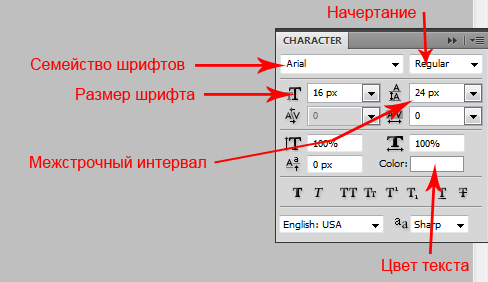 Начертание
CHARACTER
Семейство шрифтов
Arial
Regular
Размер шрифта
16 px
24 px
0
0
Межстрочный интервал
100%
100%
0 px
Color:
T T TT Tт T¹ T₁ T T
English: USA
aa
Sharp
Цвет текста